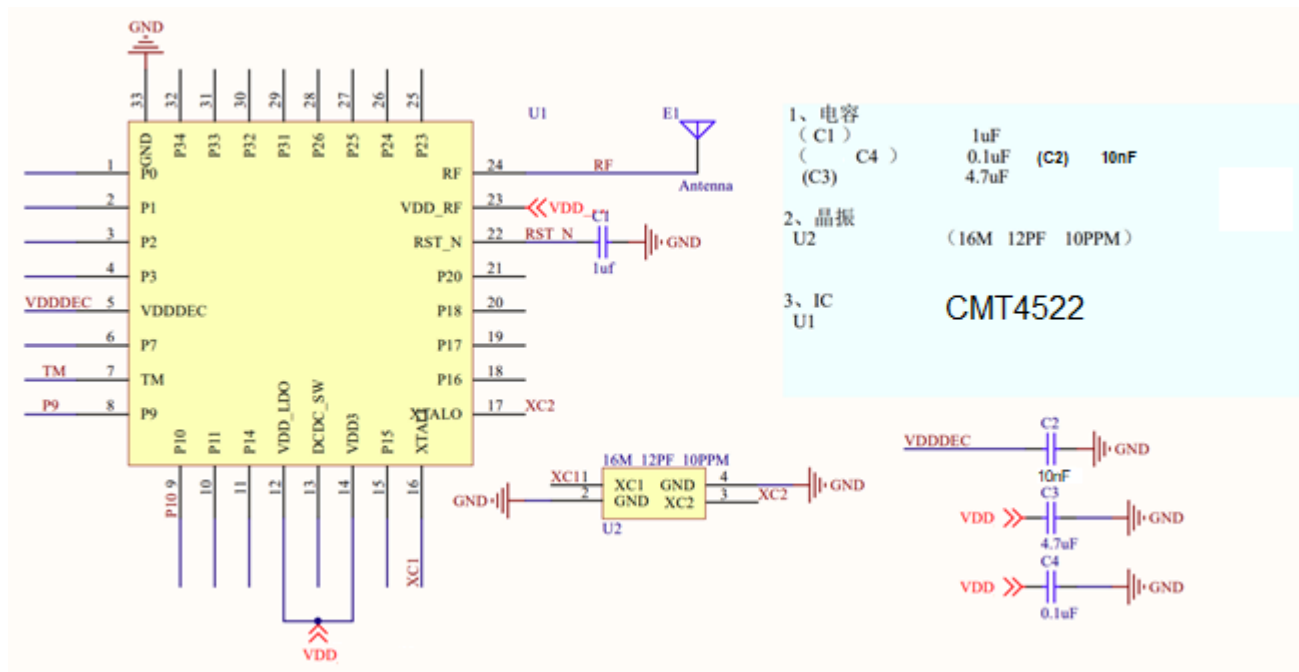 GND
33
32
31
30
29
28
27
26
25
U1
E1
GND
P34
P33
P32
P31
P26
P25
P24
P23
1 P0
2 P1
3 P2
4 P3
VDDDEC 5 VDDDEC
6 P7
TM 7 TM
P9 8 P9
RF 24 RF
Antenna
VDD_RF 23
RST_N 22 RST_N C1 GND
1uf
P20 21
P18 20
P17 19
P16 18
XTALO 17 XC2
P10
P11
P14
VDD_LDO
DCDC_SW
VDD3
P15
P10 9
10
11
12
13
14
15
16
XC1
VDD
1、电容
(C1) 1uF
( C4 ) 0.1uF (C2) 10nF
(C3) 4.7uF
2、晶振
U2 (16M 12PF 10PPM)
3、IC
U1 CMT4522
16M 12PF 10PPM
XC1 1 XC1 GND 4 GND
GND 2 GND XC2 3 XC2
U2
C2
VDDDEC GND
10nF
C3
VDD GND
4.7uF
C4
VDD GND
0.1uF